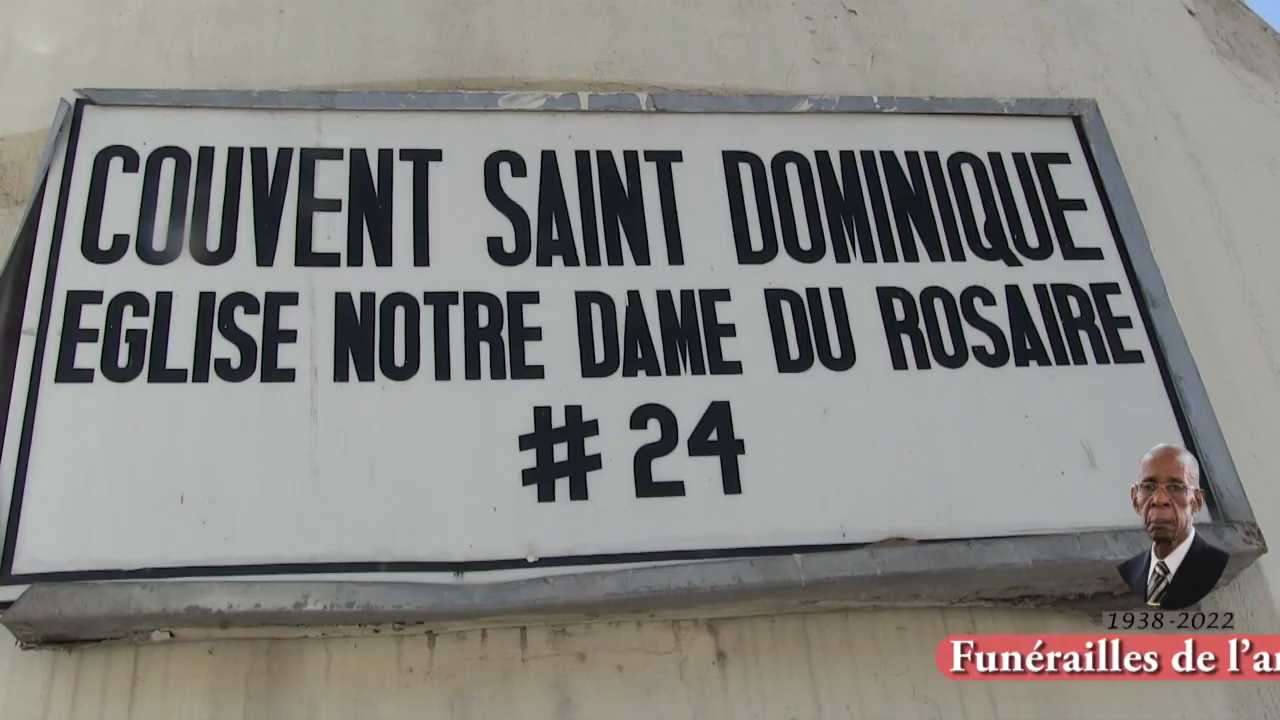 COUVENT SAINT DOMINIQUE
EGLISE NOTRE DAME DU ROSAIRE
# 24
1938-2022
Funérailles de l'